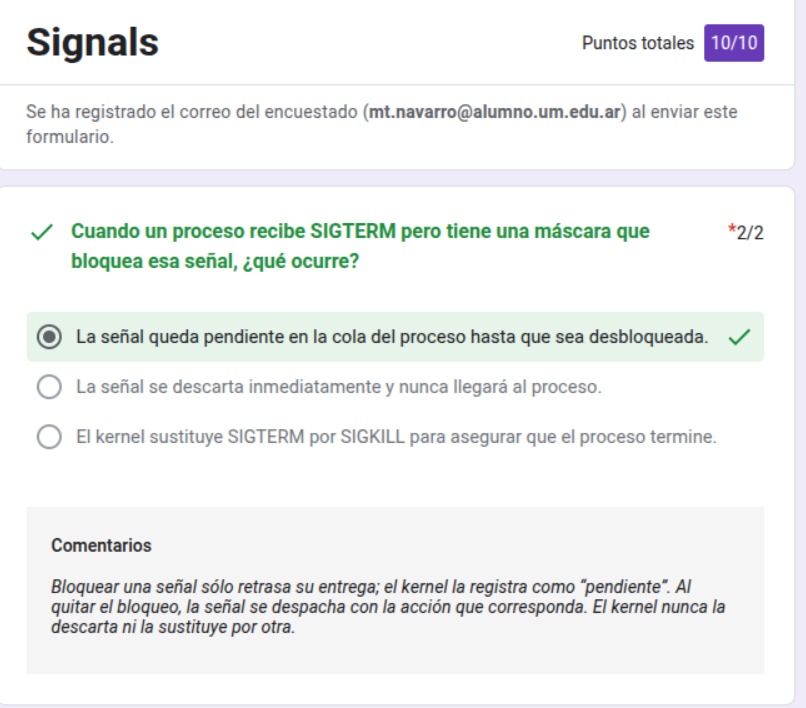 Signals
Puntos totales 10/10
Se ha registrado el correo del encuestado (mt.navarro@alumno.um.edu.ar) al enviar este
formulario.
Cuando un proceso recibe SIGTERM pero tiene una máscara que
bloquea esa señal, ¿qué ocurre?
*2/2
La señal queda pendiente en la cola del proceso hasta que sea desbloqueada.
La señal se descarta inmediatamente y nunca llegará al proceso.
El kernel sustituye SIGTERM por SIGKILL para asegurar que el proceso termine.
Comentarios
Bloquear una señal sólo retrasa su entrega; el kernel la registra como “pendiente”. Al
quitar el bloqueo, la señal se despacha con la acción que corresponda. El kernel nunca la
descarta ni la sustituye por otra.